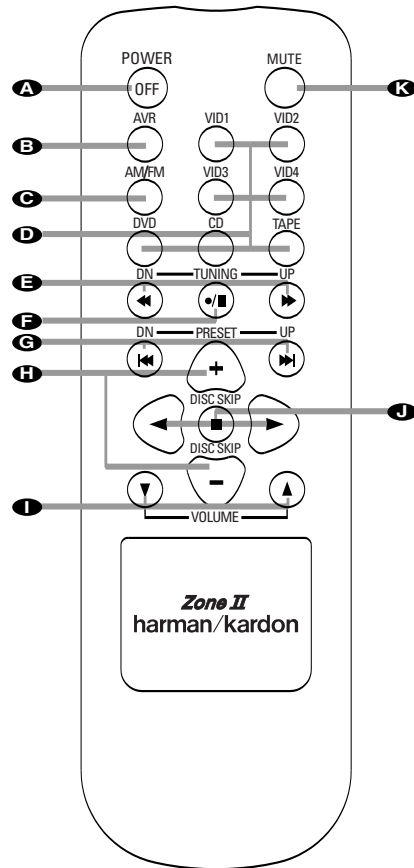 POWER MUTE
A OFF K
AVR VID1 VID2
B
AM/FM VID3 VID4
C
D
DVD CD TAPE
DN TUNING UP
E
F
DN PRESET UP
G
+
H
DISC SKIP
J
DISC SKIP
−
I
VOLUME
Zone II
harman/kardon